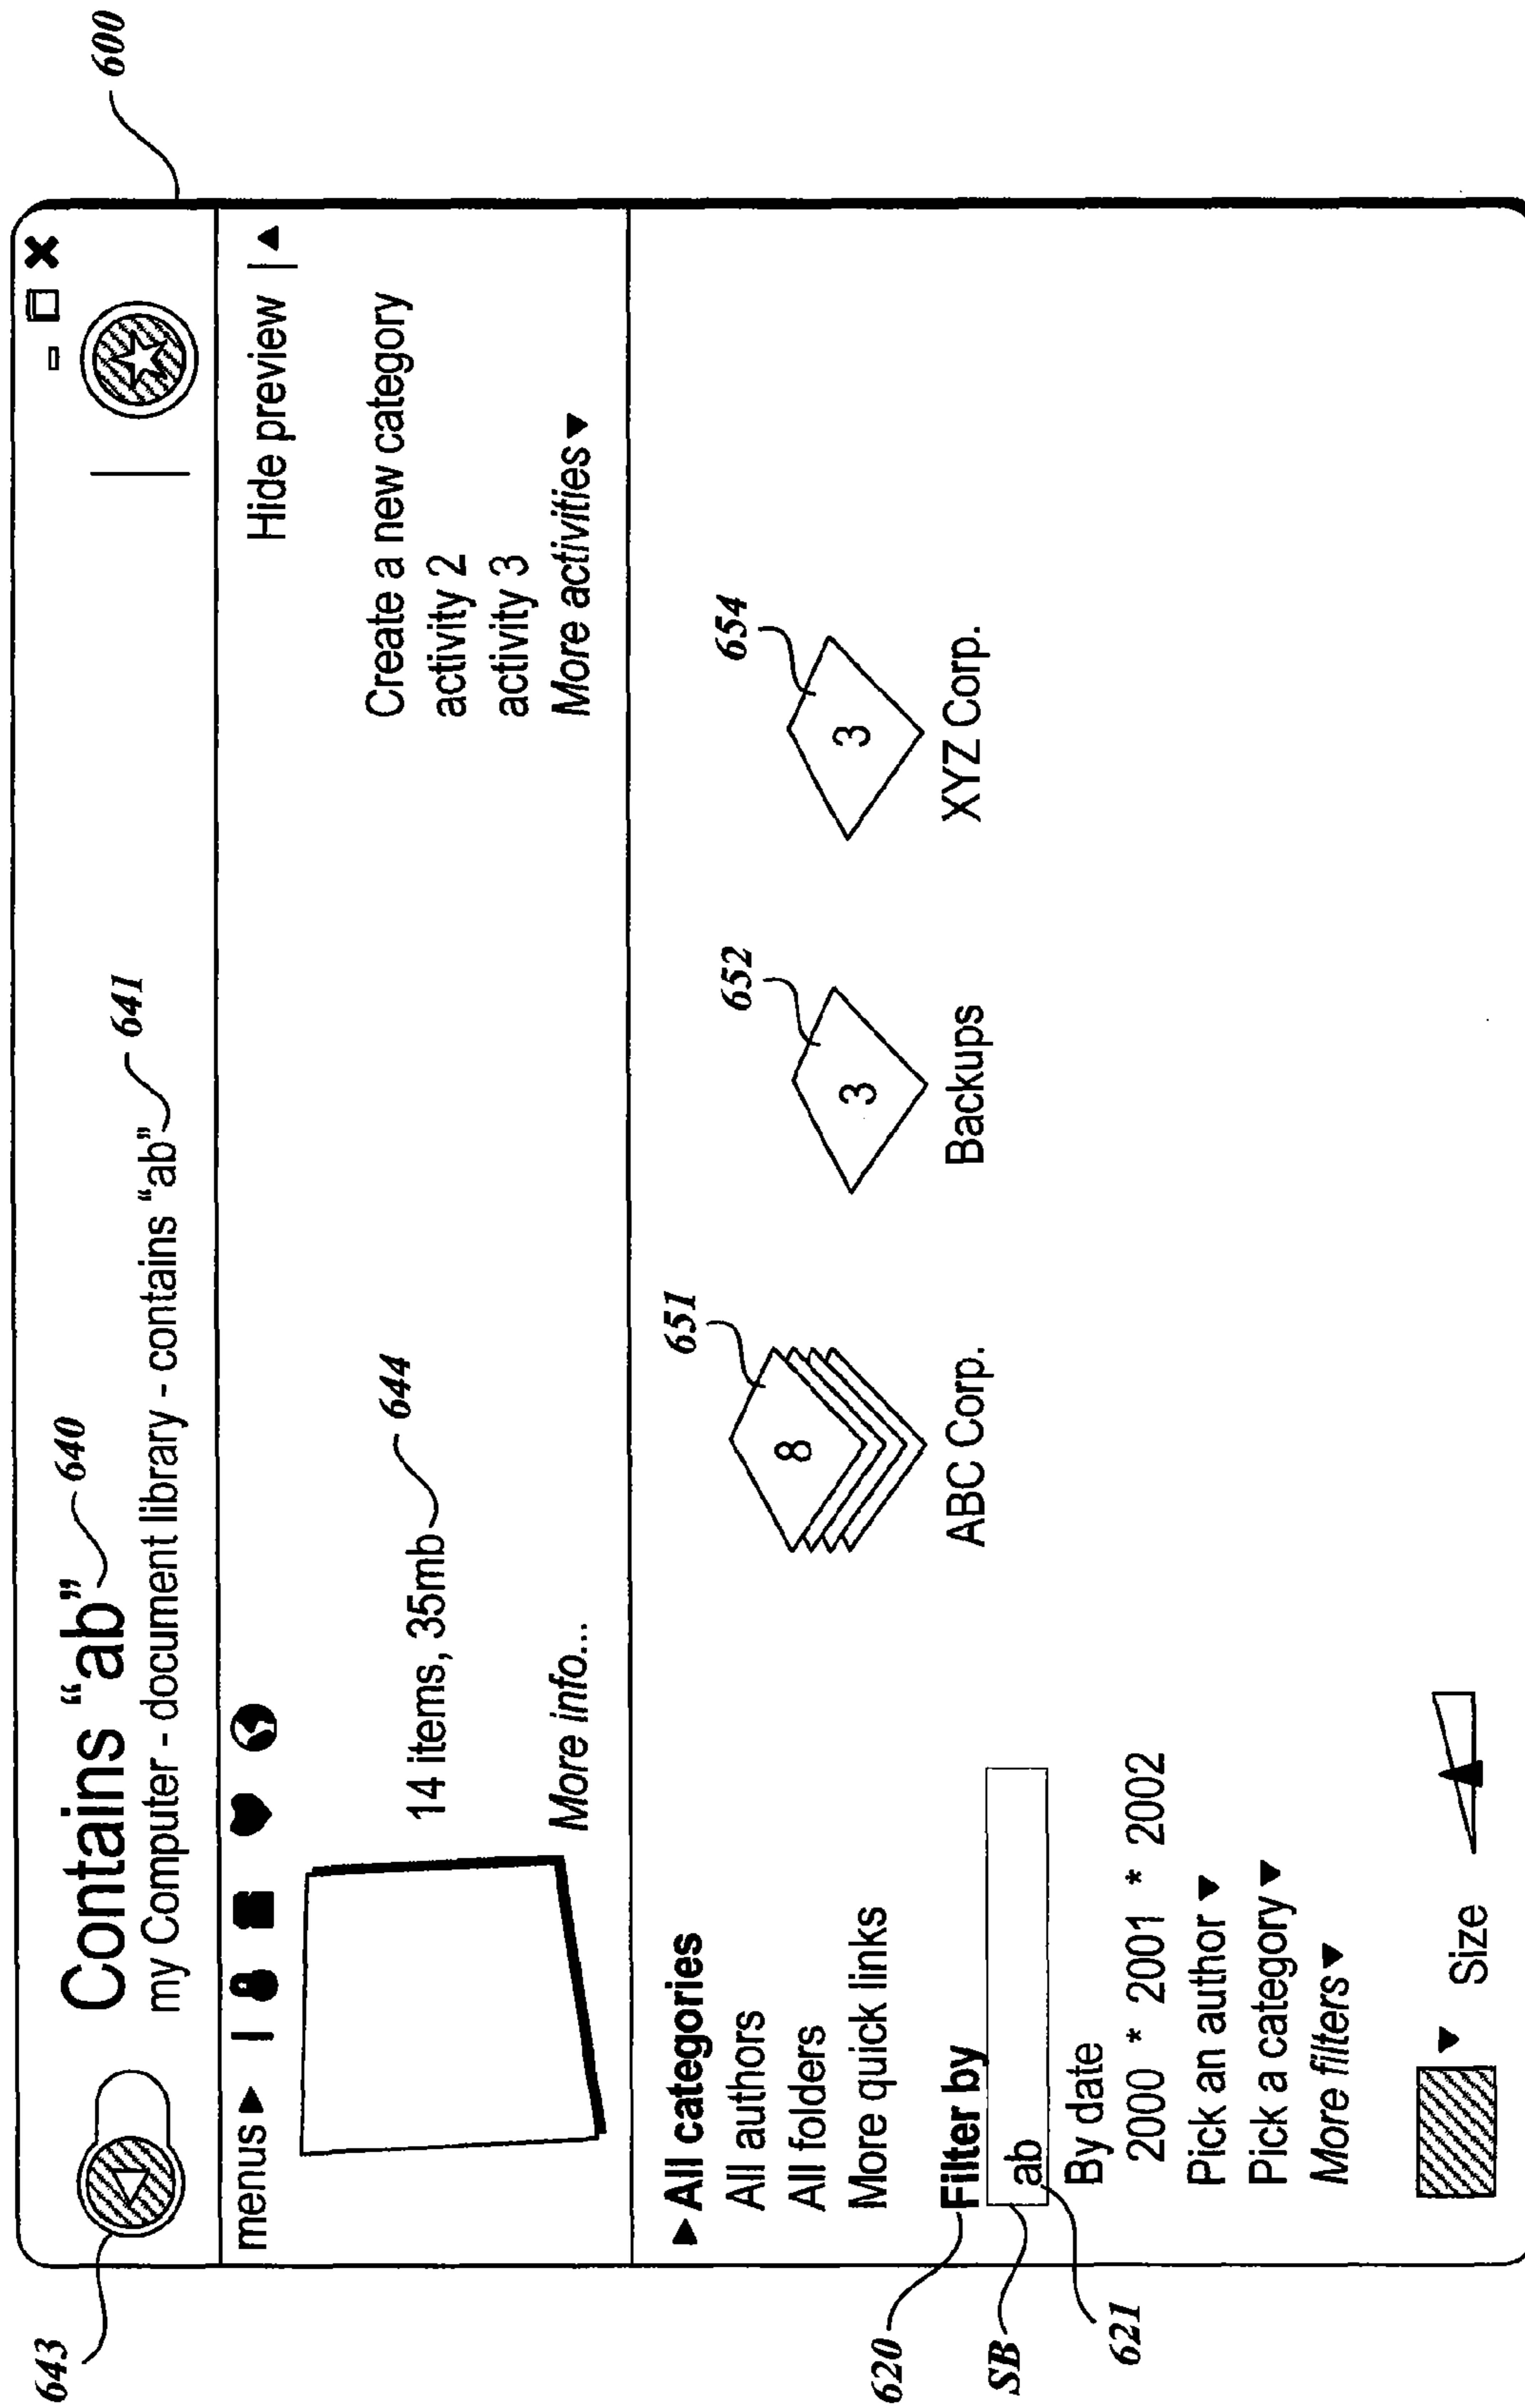 600
643
Contains “ab”
640
my Computer - document library - contains “ab”
641
menus
Hide preview
14 items, 35mb
644
More info...
Create a new category
activity 2
activity 3
More activities
All categories
All authors
All folders
More quick links
620
Filter by
SB
ab
621
By date
2000 * 2001 * 2002
Pick an author
Pick a category
More filters
Size
651
8
ABC Corp.
652
3
Backups
654
3
XYZ Corp.